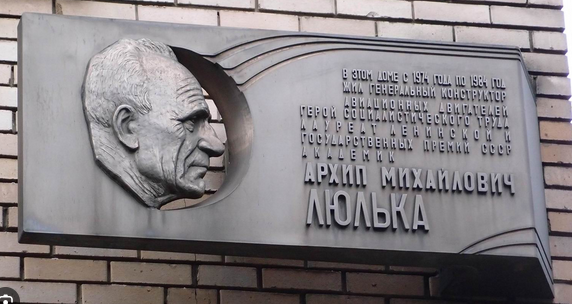 В ЭТОМ ДОМЕ С 1974 ГОДА ПО 1984 ГОД
ЖИЛ ГЕНЕРАЛЬНЫЙ КОНСТРУКТОР
АВИАЦИОННЫХ ДВИГАТЕЛЕЙ
ГЕРОЙ СОЦИАЛИСТИЧЕСКОГО ТРУДА
ЛАУРЕАТ ЛЕНИНСКОЙ И
ГОСУДАРСТВЕННЫХ ПРЕМИЙ СССР
АКАДЕМИК
АРХИП МИХАЙЛОВИЧ
ЛЮЛЬКА